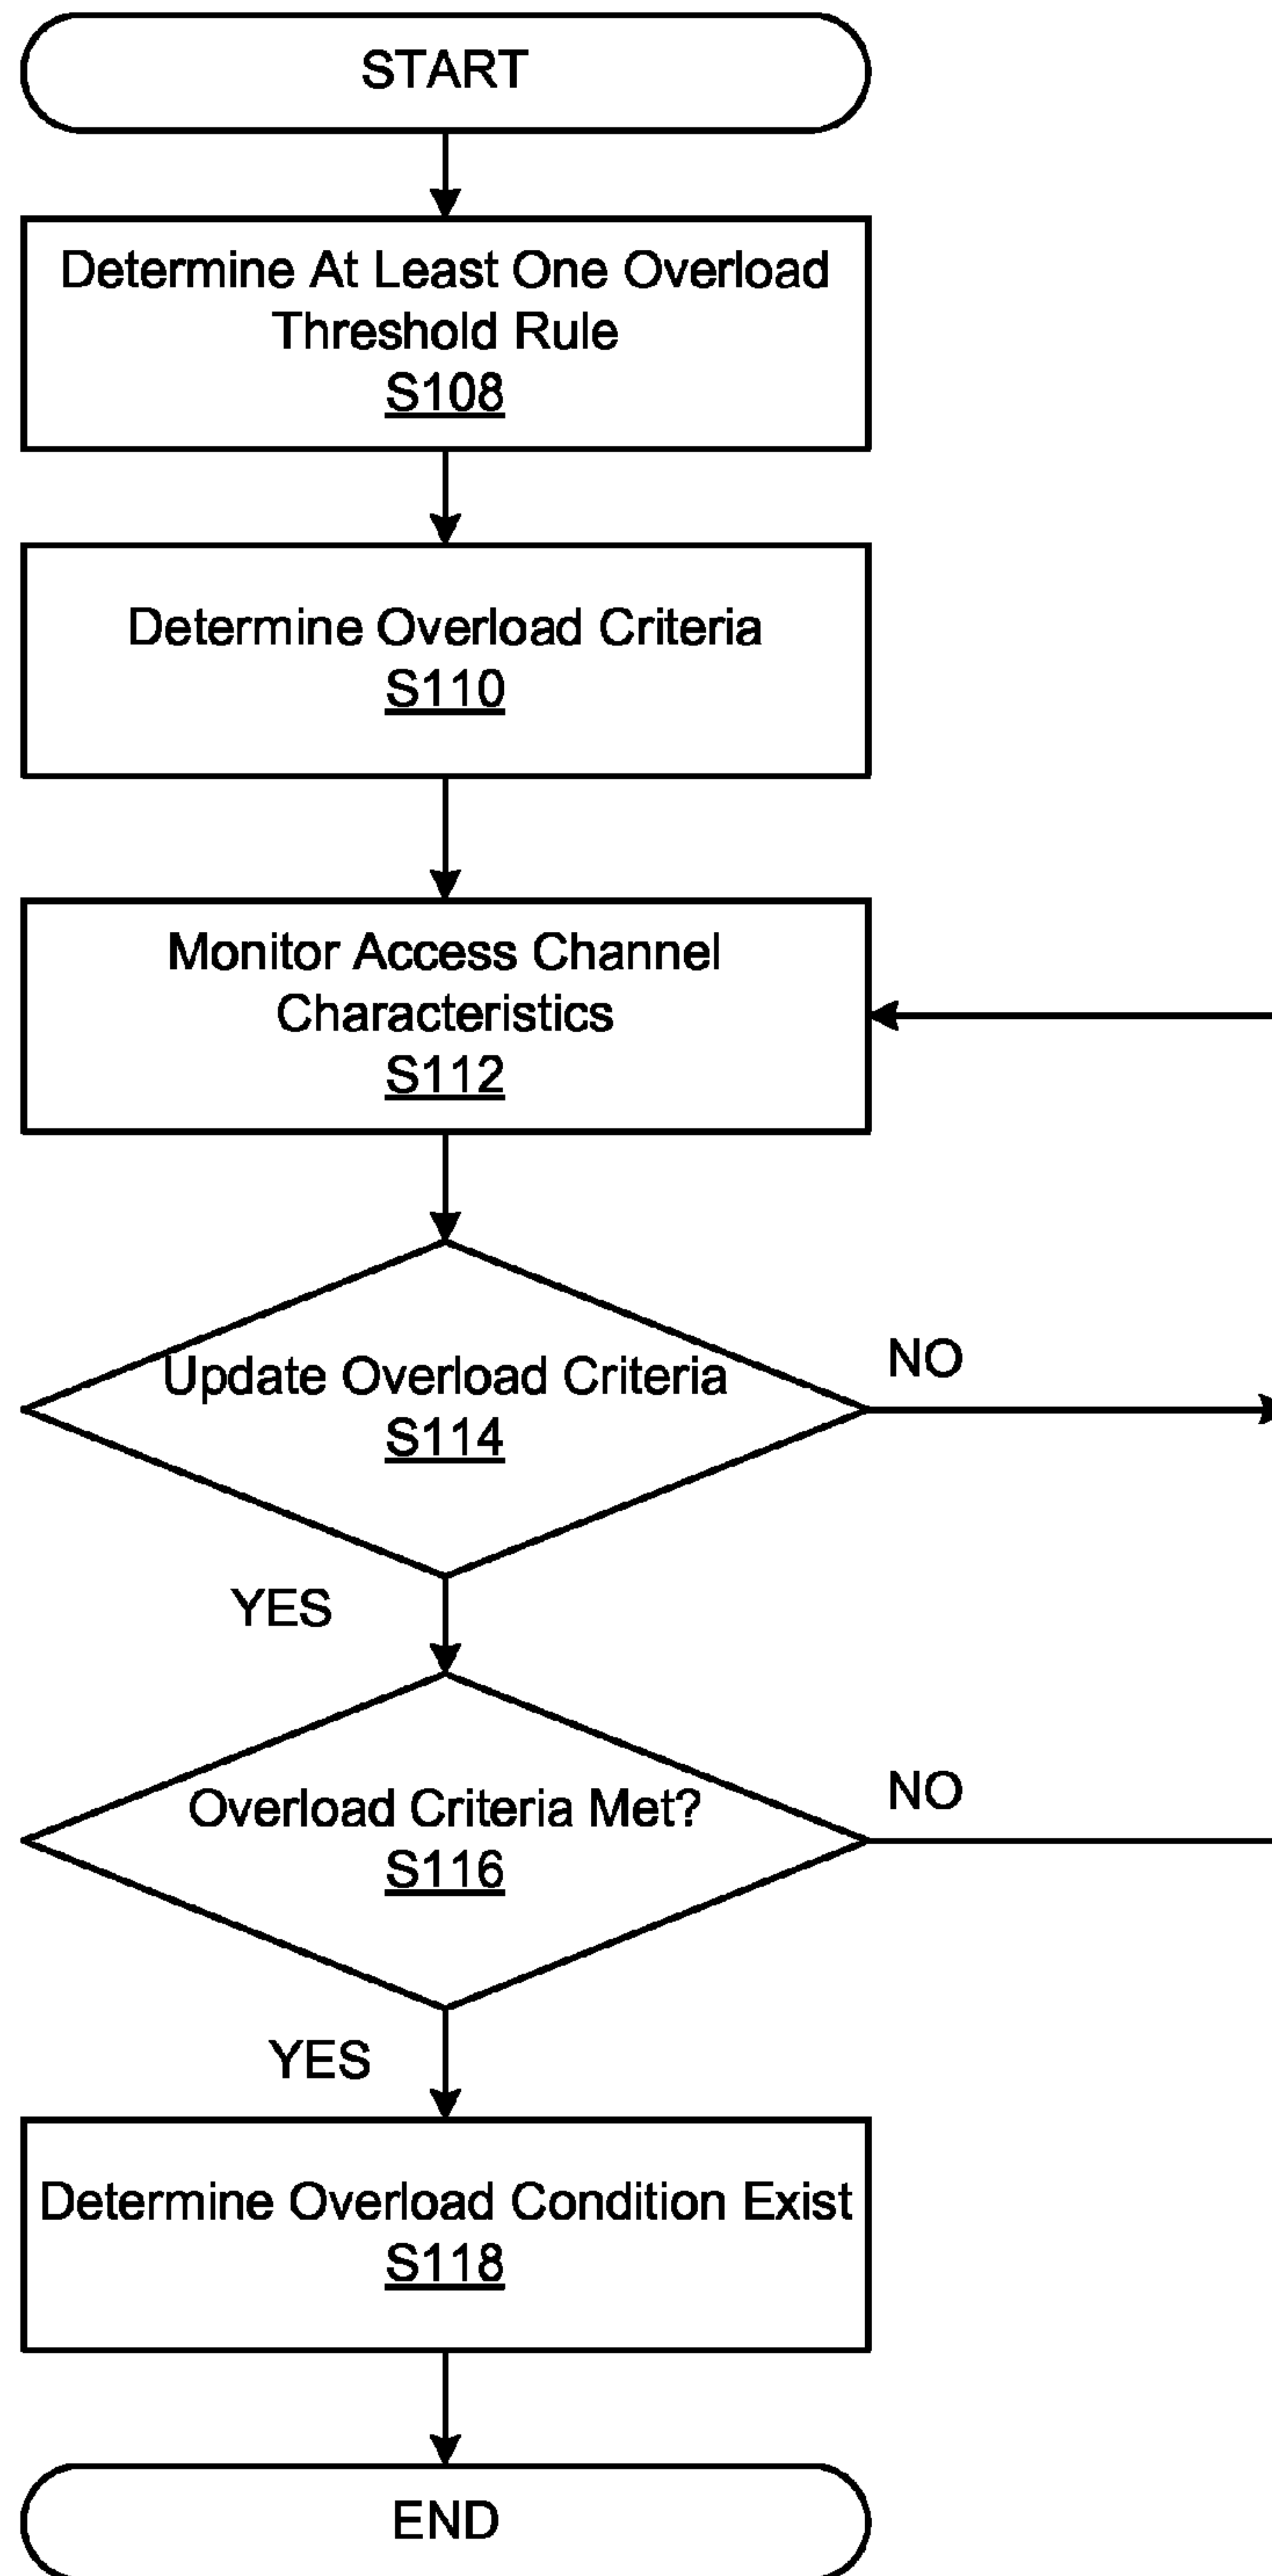 START
Determine At Least One Overload
Threshold Rule
S108
Determine Overload Criteria
S110
Monitor Access Channel
Characteristics
S112
Update Overload Criteria
S114
NO
YES
Overload Criteria Met?
S116
NO
YES
Determine Overload Condition Exist
S118
END